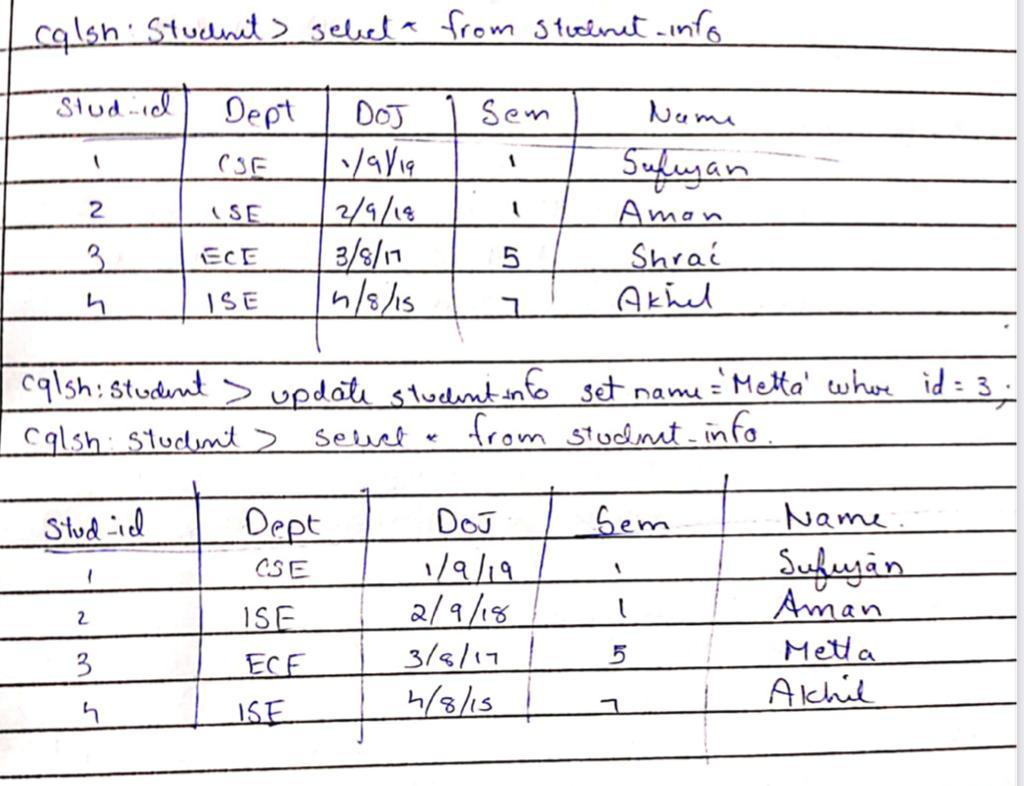 cqlsh: Student> select * from student_info
Stud_id Dept DOJ Sem Name
1 CSE 1/9/19 1 Sufuyan
2 ISE 2/9/18 1 Aman
3 ECE 3/8/17 5 Shrai
4 ISE 4/8/15 7 Akhil
cqlsh: student > update student_info set name = 'Metta' where id = 3;
cqlsh: student > select * from student_info.
Stud_id Dept DOJ Sem Name.
1 CSE 1/9/19 1 Sufuyan
2 ISE 2/9/18 1 Aman
3 ECE 3/8/17 5 Metta
4 ISE 4/8/15 7 Akhil